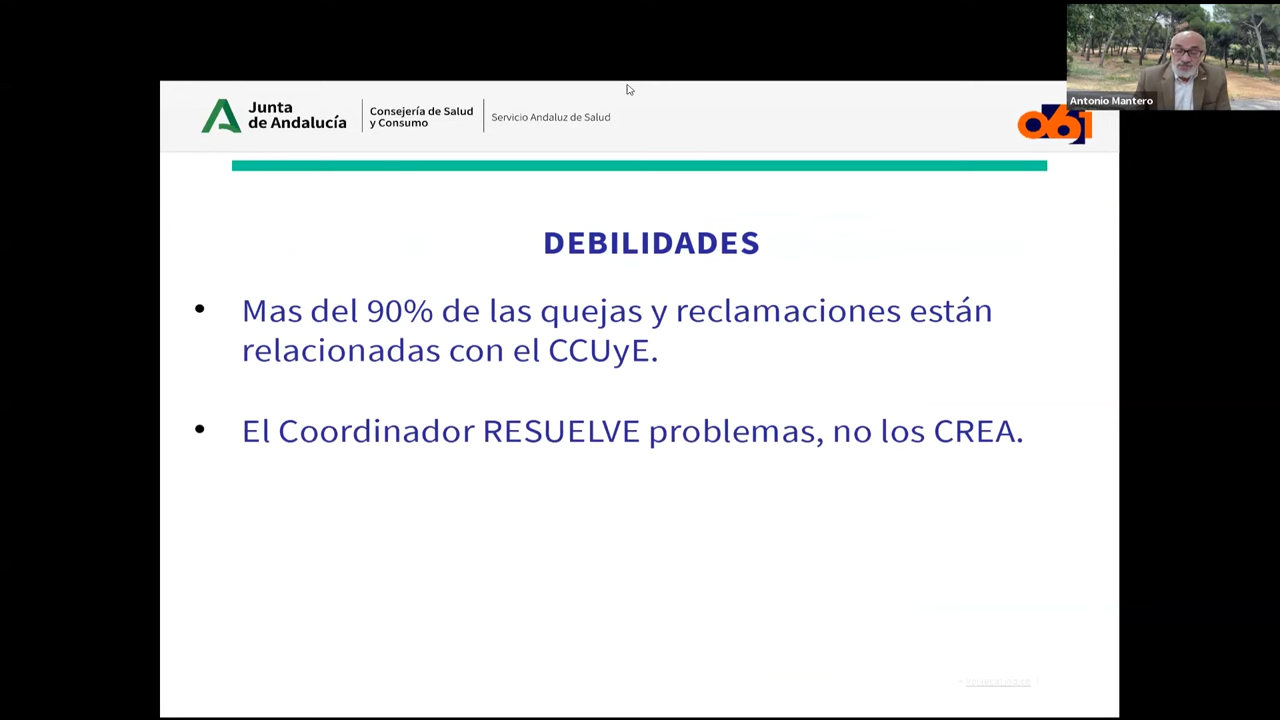 Junta
de Andalucía
Consejería de Salud
y Consumo
Servicio Andaluz de Salud
061
Antonio Mantero
DEBILIDADES
• Mas del 90% de las quejas y reclamaciones están
relacionadas con el CCUyE.
• El Coordinador RESUELVE problemas, no los CREA.